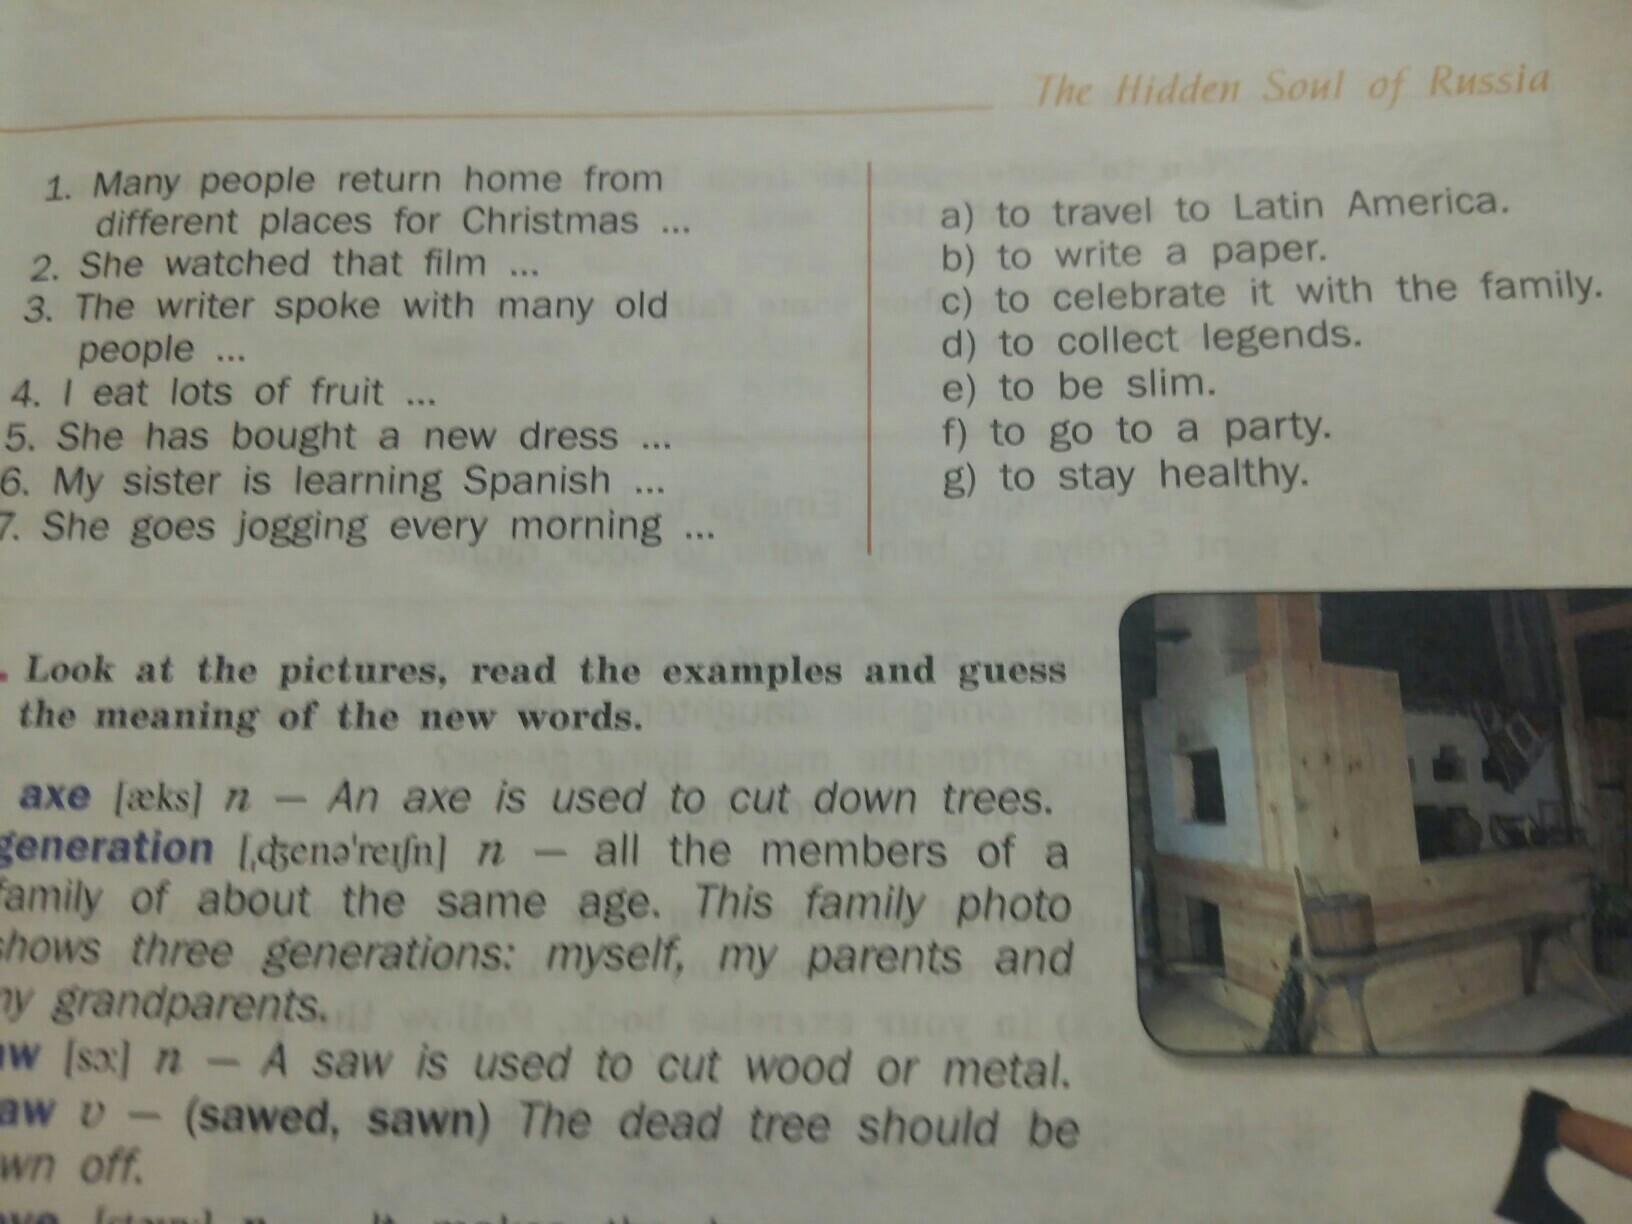 The Hidden Soul of Russia
1. Many people return home from
different places for Christmas ...
2. She watched that film ...
3. The writer spoke with many old
people ...
4. I eat lots of fruit ...
5. She has bought a new dress ...
6. My sister is learning Spanish ...
7. She goes jogging every morning ...
a) to travel to Latin America.
b) to write a paper.
c) to celebrate it with the family.
d) to collect legends.
e) to be slim.
f) to go to a party.
g) to stay healthy.
. Look at the pictures, read the examples and guess
the meaning of the new words.
axe [æks] n — An axe is used to cut down trees.
generation [ˌʤenəˈreɪʃn] n — all the members of a
family of about the same age. This family photo
shows three generations: myself, my parents and
my grandparents.
aw [sɔː] n — A saw is used to cut wood or metal.
aw v — (sawed, sawn) The dead tree should be
wn off.